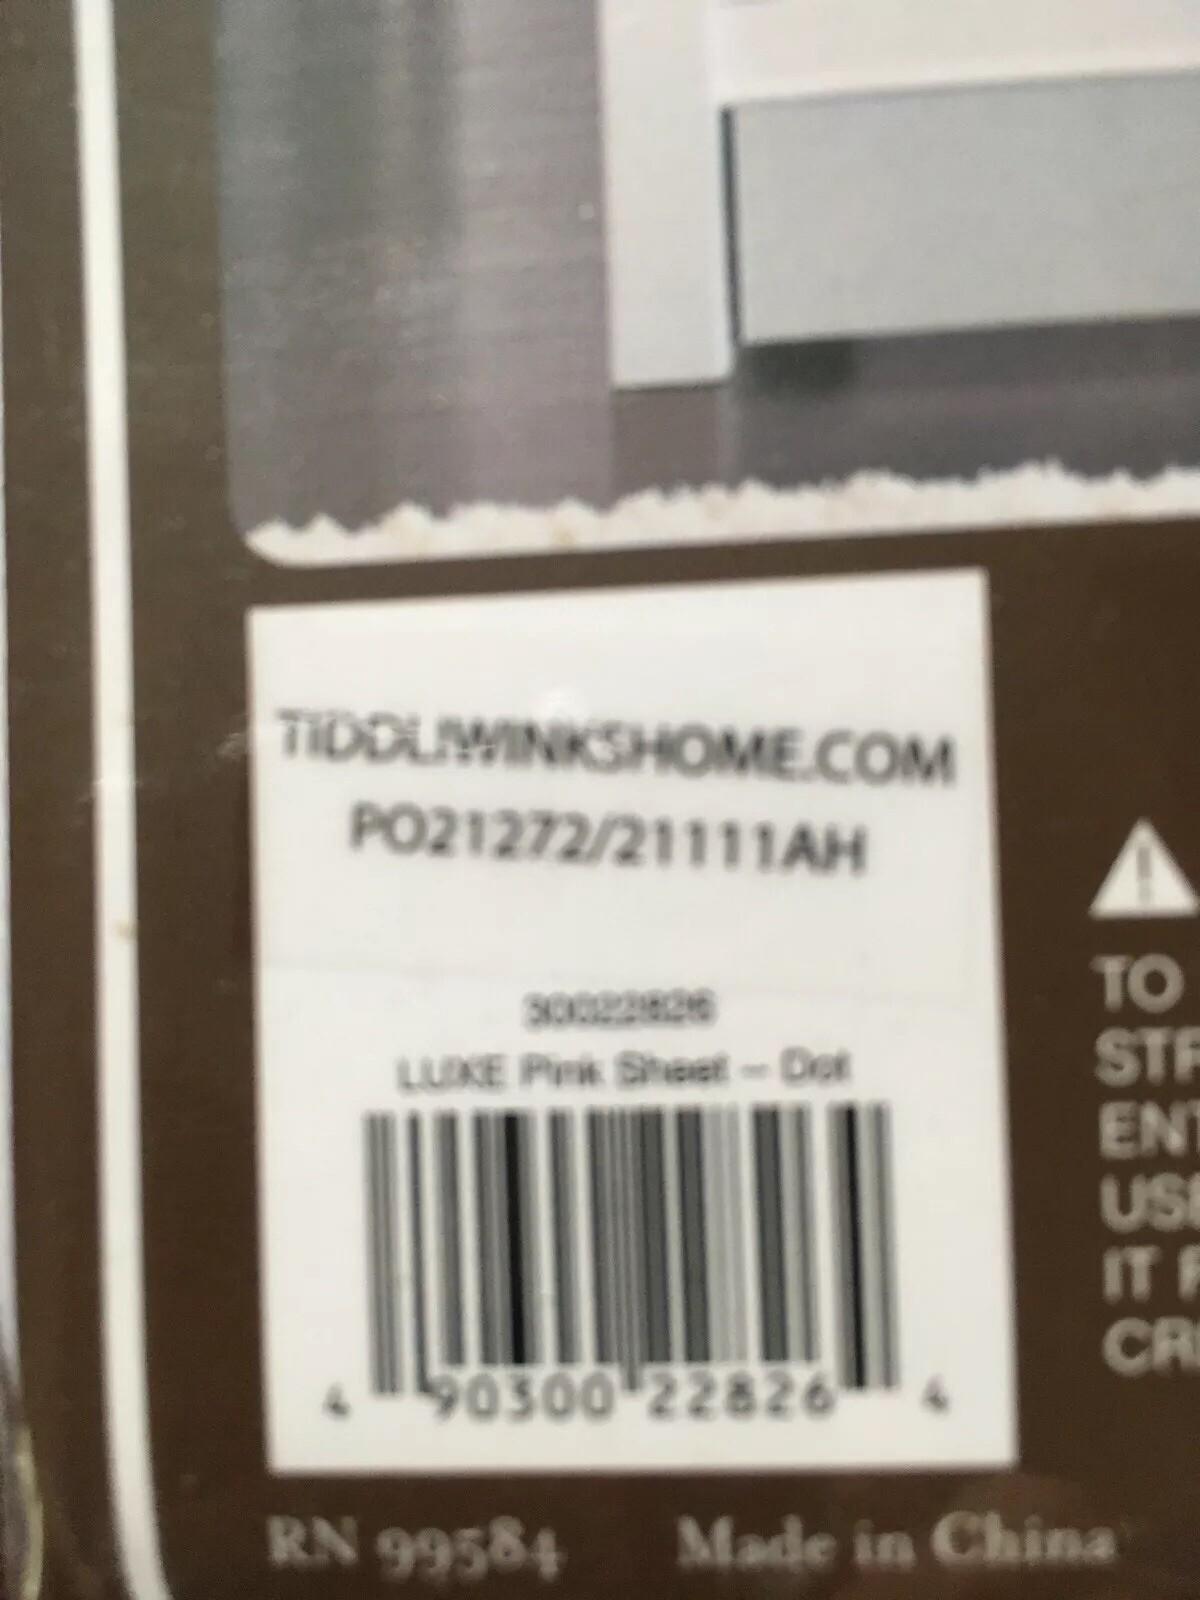 TIDDLIWINKSHOME.COM
PO21272/21111AH
30022826
LUXE Pink Sheet – Dot
4 90300 22826 4
RN 99584 Made in China
TO
STR
ENT
USE
IT
CRI